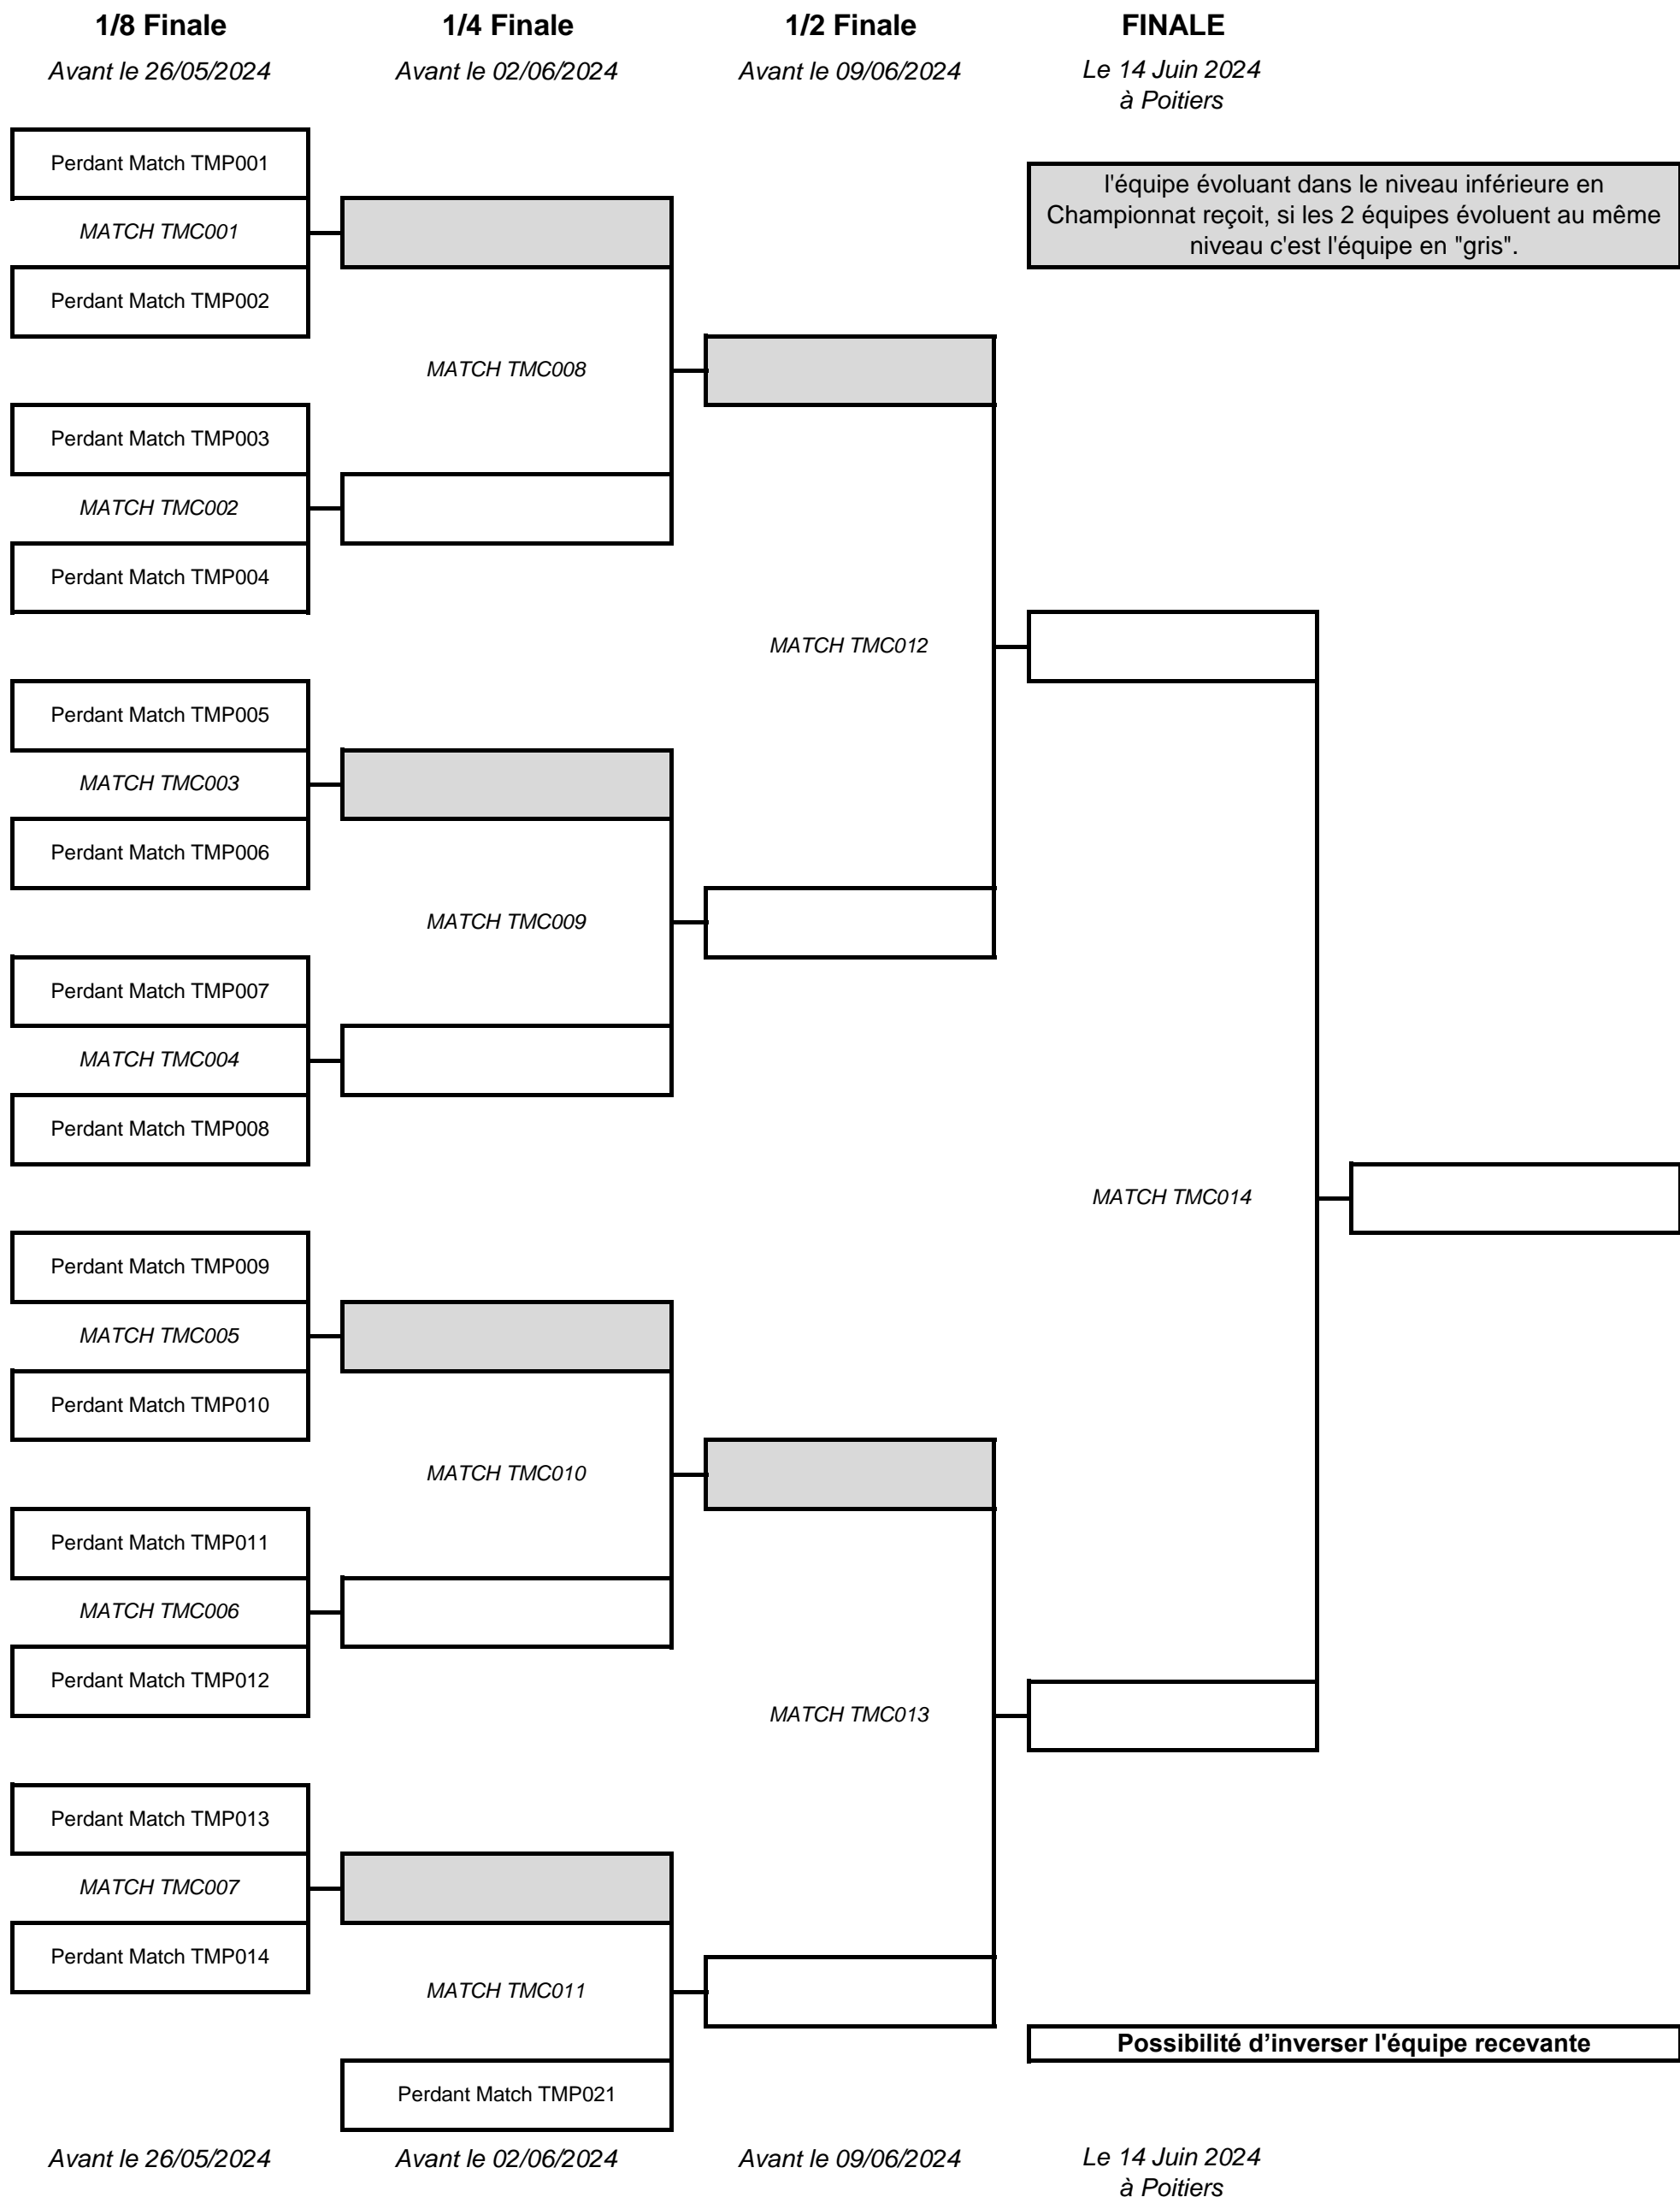 1/8 Finale
1/4 Finale
1/2 Finale
FINALE
Avant le 26/05/2024
Avant le 02/06/2024
Avant le 09/06/2024
Le 14 Juin 2024
à Poitiers
Perdant Match TMP001
l'équipe évoluant dans le niveau inférieure en
Championnat reçoit, si les 2 équipes évoluent au même
niveau c'est l'équipe en "gris".
MATCH TMC001
Perdant Match TMP002
MATCH TMC008
Perdant Match TMP003
MATCH TMC002
Perdant Match TMP004
MATCH TMC012
Perdant Match TMP005
MATCH TMC003
Perdant Match TMP006
MATCH TMC009
Perdant Match TMP007
MATCH TMC004
Perdant Match TMP008
MATCH TMC014
Perdant Match TMP009
MATCH TMC005
Perdant Match TMP010
MATCH TMC010
Perdant Match TMP011
MATCH TMC006
Perdant Match TMP012
MATCH TMC013
Perdant Match TMP013
MATCH TMC007
Perdant Match TMP014
MATCH TMC011
Possibilité d’inverser l'équipe recevante
Perdant Match TMP021
Avant le 26/05/2024
Avant le 02/06/2024
Avant le 09/06/2024
Le 14 Juin 2024
à Poitiers